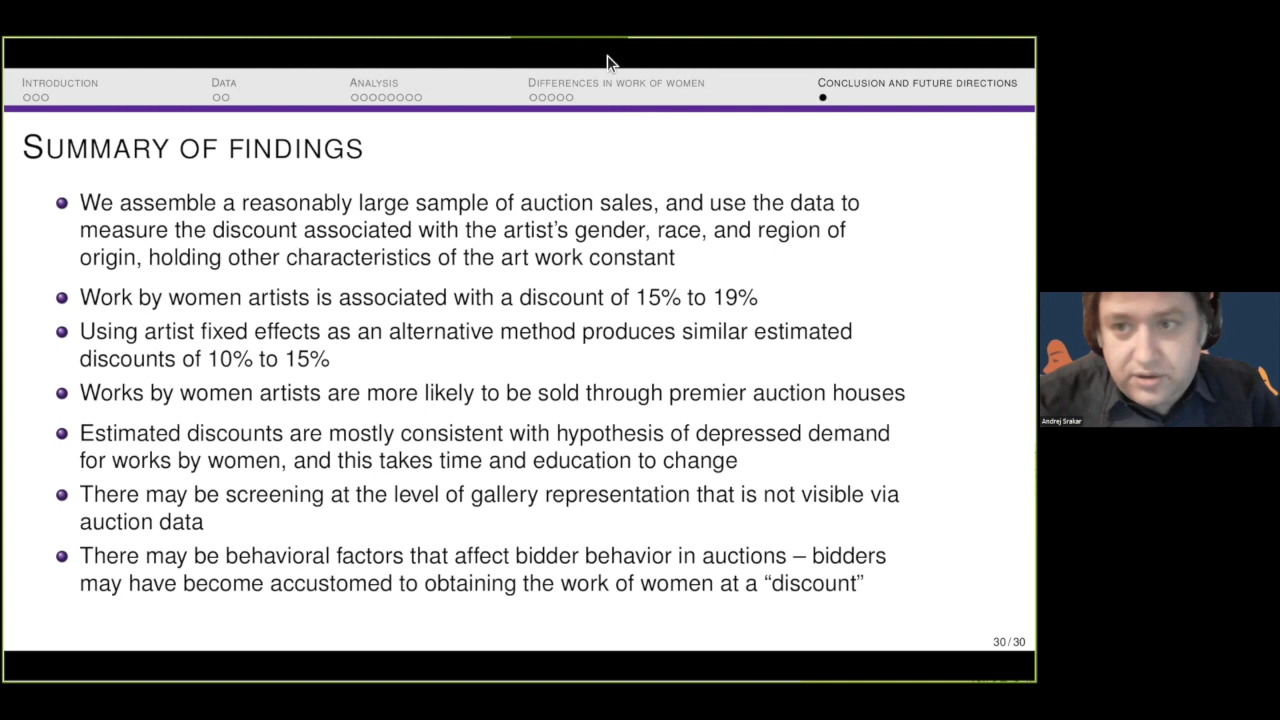 INTRODUCTION DATA ANALYSIS DIFFERENCES IN WORK OF WOMEN CONCLUSION AND FUTURE DIRECTIONS
SUMMARY OF FINDINGS
We assemble a reasonably large sample of auction sales, and use the data to
measure the discount associated with the artist's gender, race, and region of
origin, holding other characteristics of the art work constant
Work by women artists is associated with a discount of 15% to 19%
Using artist fixed effects as an alternative method produces similar estimated
discounts of 10% to 15%
Works by women artists are more likely to be sold through premier auction houses
Estimated discounts are mostly consistent with hypothesis of depressed demand
for works by women, and this takes time and education to change
There may be screening at the level of gallery representation that is not visible via
auction data
There may be behavioral factors that affect bidder behavior in auctions – bidders
may have become accustomed to obtaining the work of women at a “discount”
30/30
Andrej Srakar